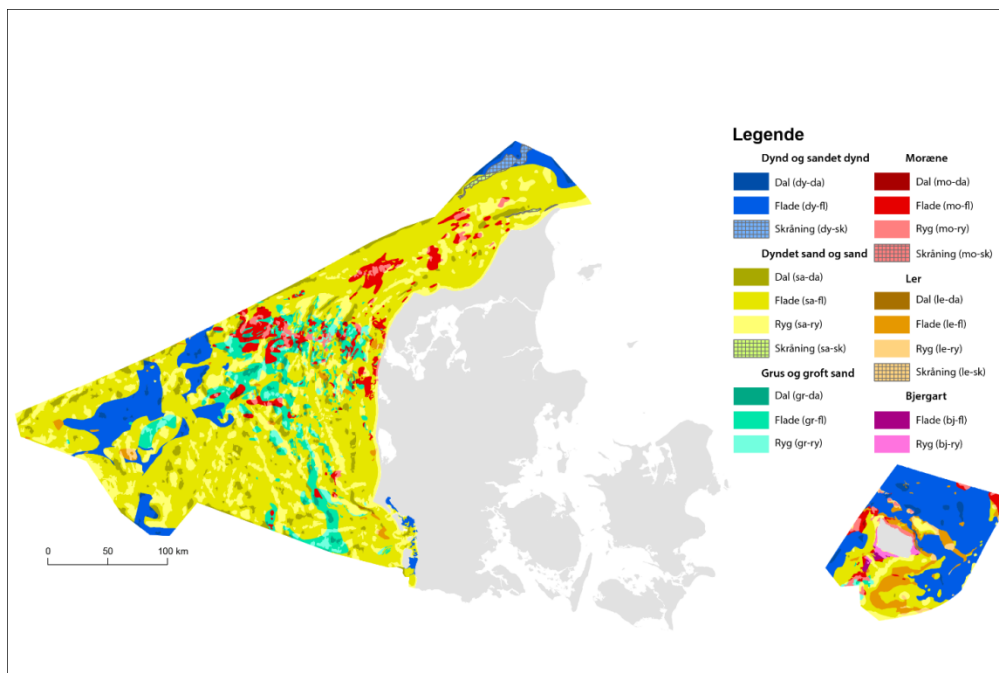 Legende
Dynd og sandet dynd
Dal (dy-da)
Flade (dy-fl)
Skråning (dy-sk)
Dyndet sand og sand
Dal (sa-da)
Flade (sa-fl)
Ryg (sa-ry)
Skråning (sa-sk)
Grus og groft sand
Dal (gr-da)
Flade (gr-fl)
Ryg (gr-ry)
Moræne
Dal (mo-da)
Flade (mo-fl)
Ryg (mo-ry)
Skråning (mo-sk)
Ler
Dal (le-da)
Flade (le-fl)
Ryg (le-ry)
Skråning (le-sk)
Bjergart
Flade (bj-fl)
Ryg (bj-ry)
0 50 100 km